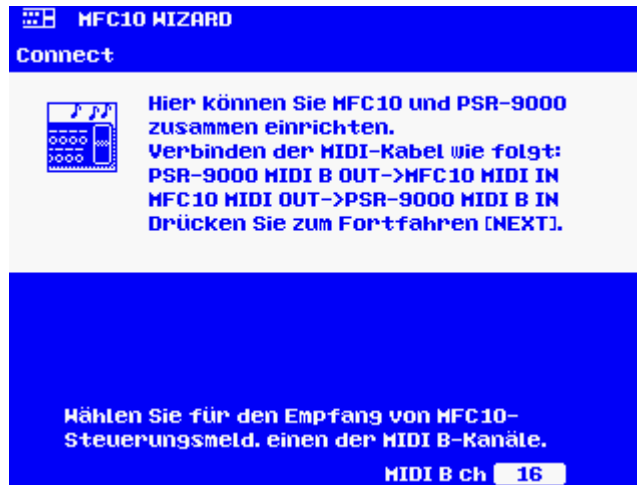 MFC10 WIZARD
Connect
Hier können Sie MFC10 und PSR-9000
zusammen einrichten.
Verbinden der MIDI-Kabel wie folgt:
PSR-9000 MIDI B OUT->MFC10 MIDI IN
MFC10 MIDI OUT->PSR-9000 MIDI B IN
Drücken Sie zum Fortfahren [NEXT].
Wählen Sie für den Empfang von MFC10-
Steuerungsmeld. einen der MIDI B-Kanäle.
MIDI B ch 16